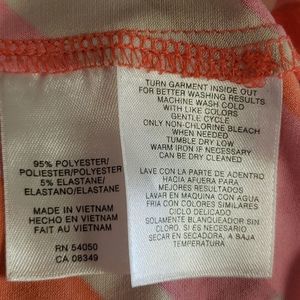 95% POLYESTER/
POLIESTER/POLYESTER
5% ELASTANE/
ELASTANO/ELASTHANE
MADE IN VIETNAM
HECHO EN VIETNAM
FAIT AU VIETNAM
RN 54050
CA 08349
TURN GARMENT INSIDE OUT
FOR BETTER WASHING RESULTS
MACHINE WASH COLD
WITH LIKE COLORS
GENTLE CYCLE
ONLY NON-CHLORINE BLEACH
WHEN NEEDED
TUMBLE DRY LOW
WARM IRON IF NECESSARY
CAN BE DRY CLEANED
LAVE CON LA PARTE DE ADENTRO
HACIA AFUERA PARA
MEJORES RESULTADOS
LAVAR EN MAQUINA CON AGUA
FRIA CON COLORES SIMILARES
CICLO DELICADO
SOLAMENTE BLANQUEADOR SIN
CLORO, SI ES NECESARIO
SECAR EN SECADORA, A BAJA
TEMPERATURA